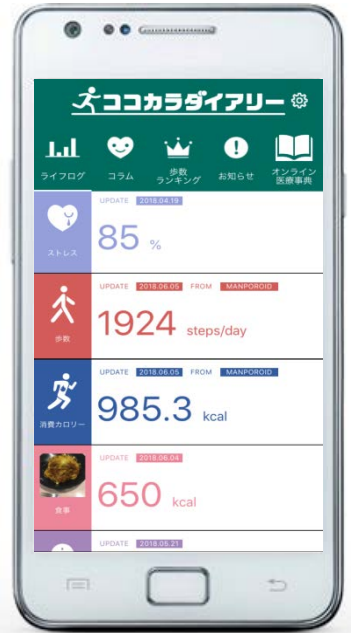 ココカラダイアリー
ライフログ
コラム
歩数
ランキング
お知らせ
オンライン
医療事典
UPDATE 2018.04.19
85 %
ストレス
UPDATE 2018.06.05 FROM MANPOROID
1924 steps/day
歩数
UPDATE 2018.06.05 FROM MANPOROID
985.3 kcal
消費カロリー
UPDATE 2018.06.04
650 kcal
食事
UPDATE 2018.05.21